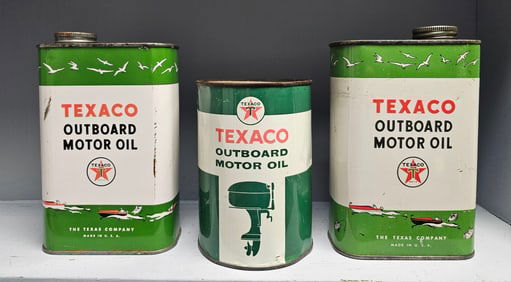 TEXACO
OUTBOARD
MOTOR OIL
T
THE TEXAS COMPANY
MADE IN U. S. A.
T
TEXACO
OUTBOARD
MOTOR OIL
TEXACO
OUTBOARD
MOTOR OIL
T
THE TEXAS COMPANY
MADE IN U. S. A.